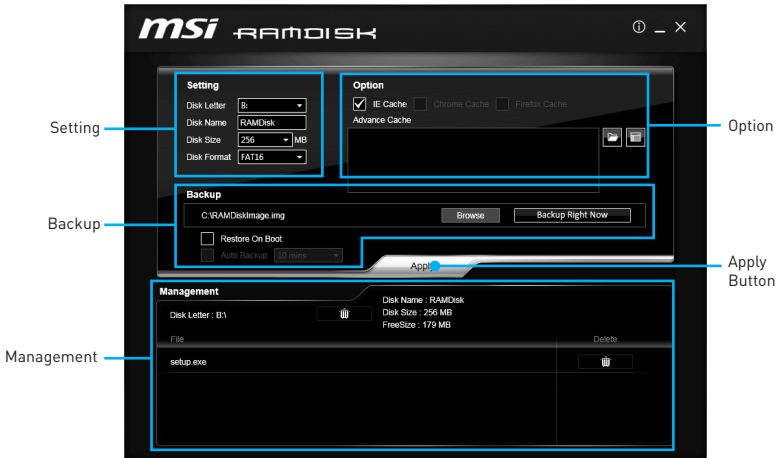 msi RAMDISK
Setting
Disk Letter B:
Disk Name RAMDisk
Disk Size 256 MB
Disk Format FAT16
Option
IE Cache Chrome Cache Firefox Cache
Advance Cache
Setting
Option
Backup
C:\RAMDiskImage.img Browse Backup Right Now
Restore On Boot
Auto Backup 10 mins
Backup
Apply
Apply
Button
Management
Disk Letter : B:\
Disk Name : RAMDisk
Disk Size : 256 MB
FreeSize : 179 MB
File Delete
setup.exe
Management